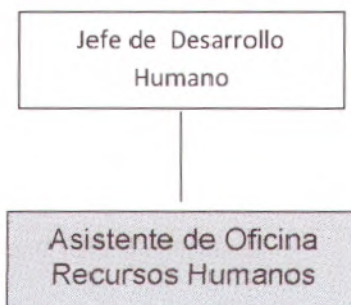 Jefe de Desarrollo
Humano
Asistente de Oficina
Recursos Humanos